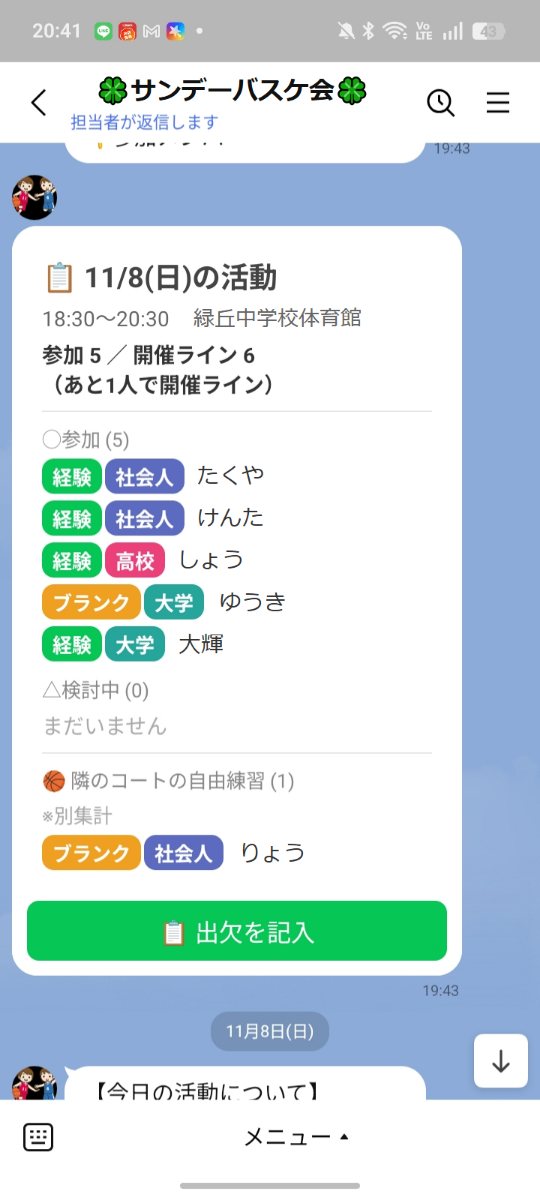 20:41
Vo LTE
43
🍀サンデーバスケ会🍀
担当者が返信します
19:43
📋 11/8(日)の活動
18:30〜20:30 緑丘中学校体育館
参加 5 ／ 開催ライン 6
（あと1人で開催ライン）
〇参加 (5)
経験 社会人 たくや
経験 社会人 けんた
経験 高校 しょう
ブランク 大学 ゆうき
経験 大学 大輝
△検討中 (0)
まだいません
🏀 隣のコートの自由練習 (1)
※別集計
ブランク 社会人 りょう
📋 出欠を記入
19:43
11月8日(日)
【今日の活動について】
メニュー ▴